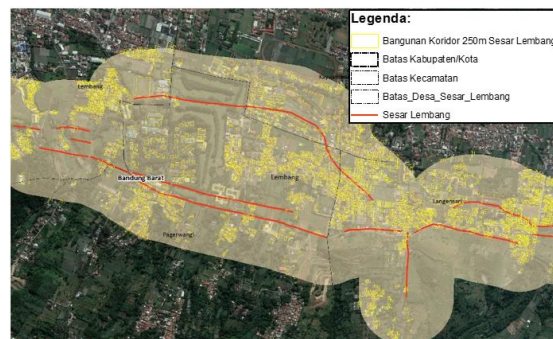 Legenda:
Bangunan Koridor 250m Sesar Lembang
Batas Kabupaten/Kota
Batas Kecamatan
Batas_Desa_Sesar_Lembang
Sesar Lembang
Lembang
Bandung Barat
Lembang
Langensari
Pagerwangi